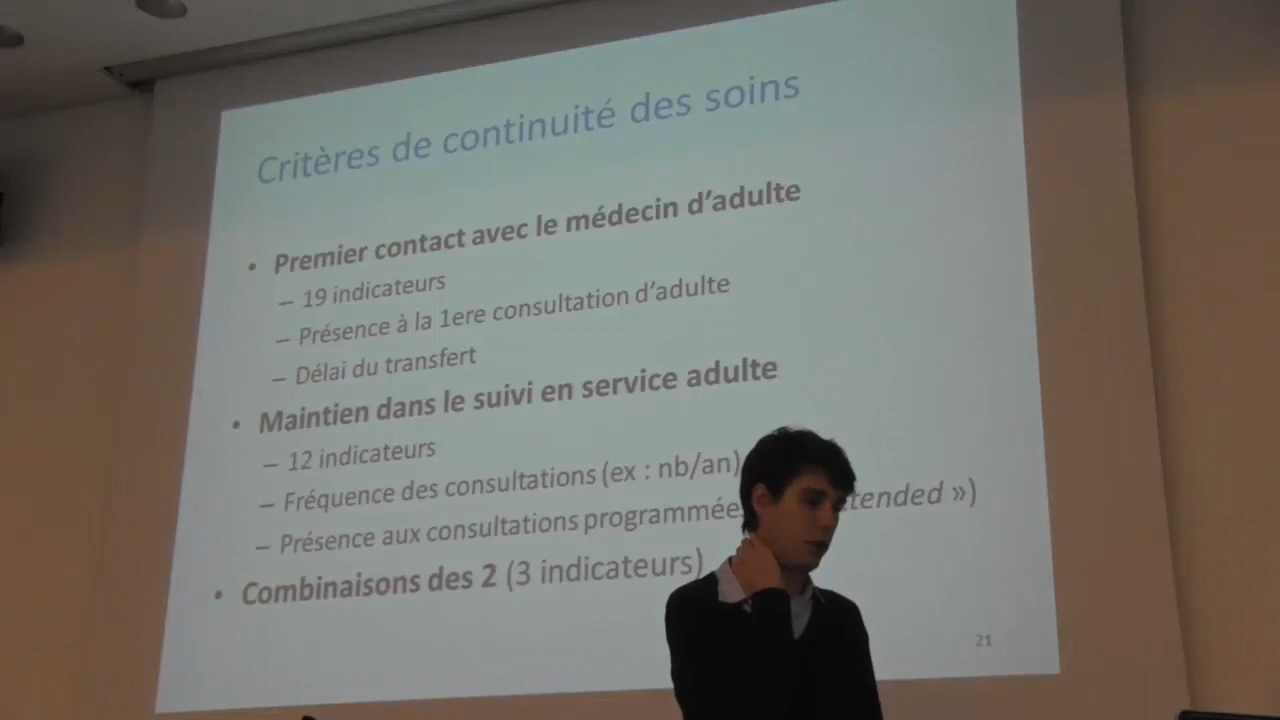 Critères de continuité des soins
• Premier contact avec le médecin d’adulte
– 19 indicateurs
– Présence à la 1ere consultation d’adulte
– Délai du transfert
• Maintien dans le suivi en service adulte
– 12 indicateurs
– Fréquence des consultations (ex : nb/an)
– Présence aux consultations programmée tended »)
• Combinaisons des 2 (3 indicateurs)
21